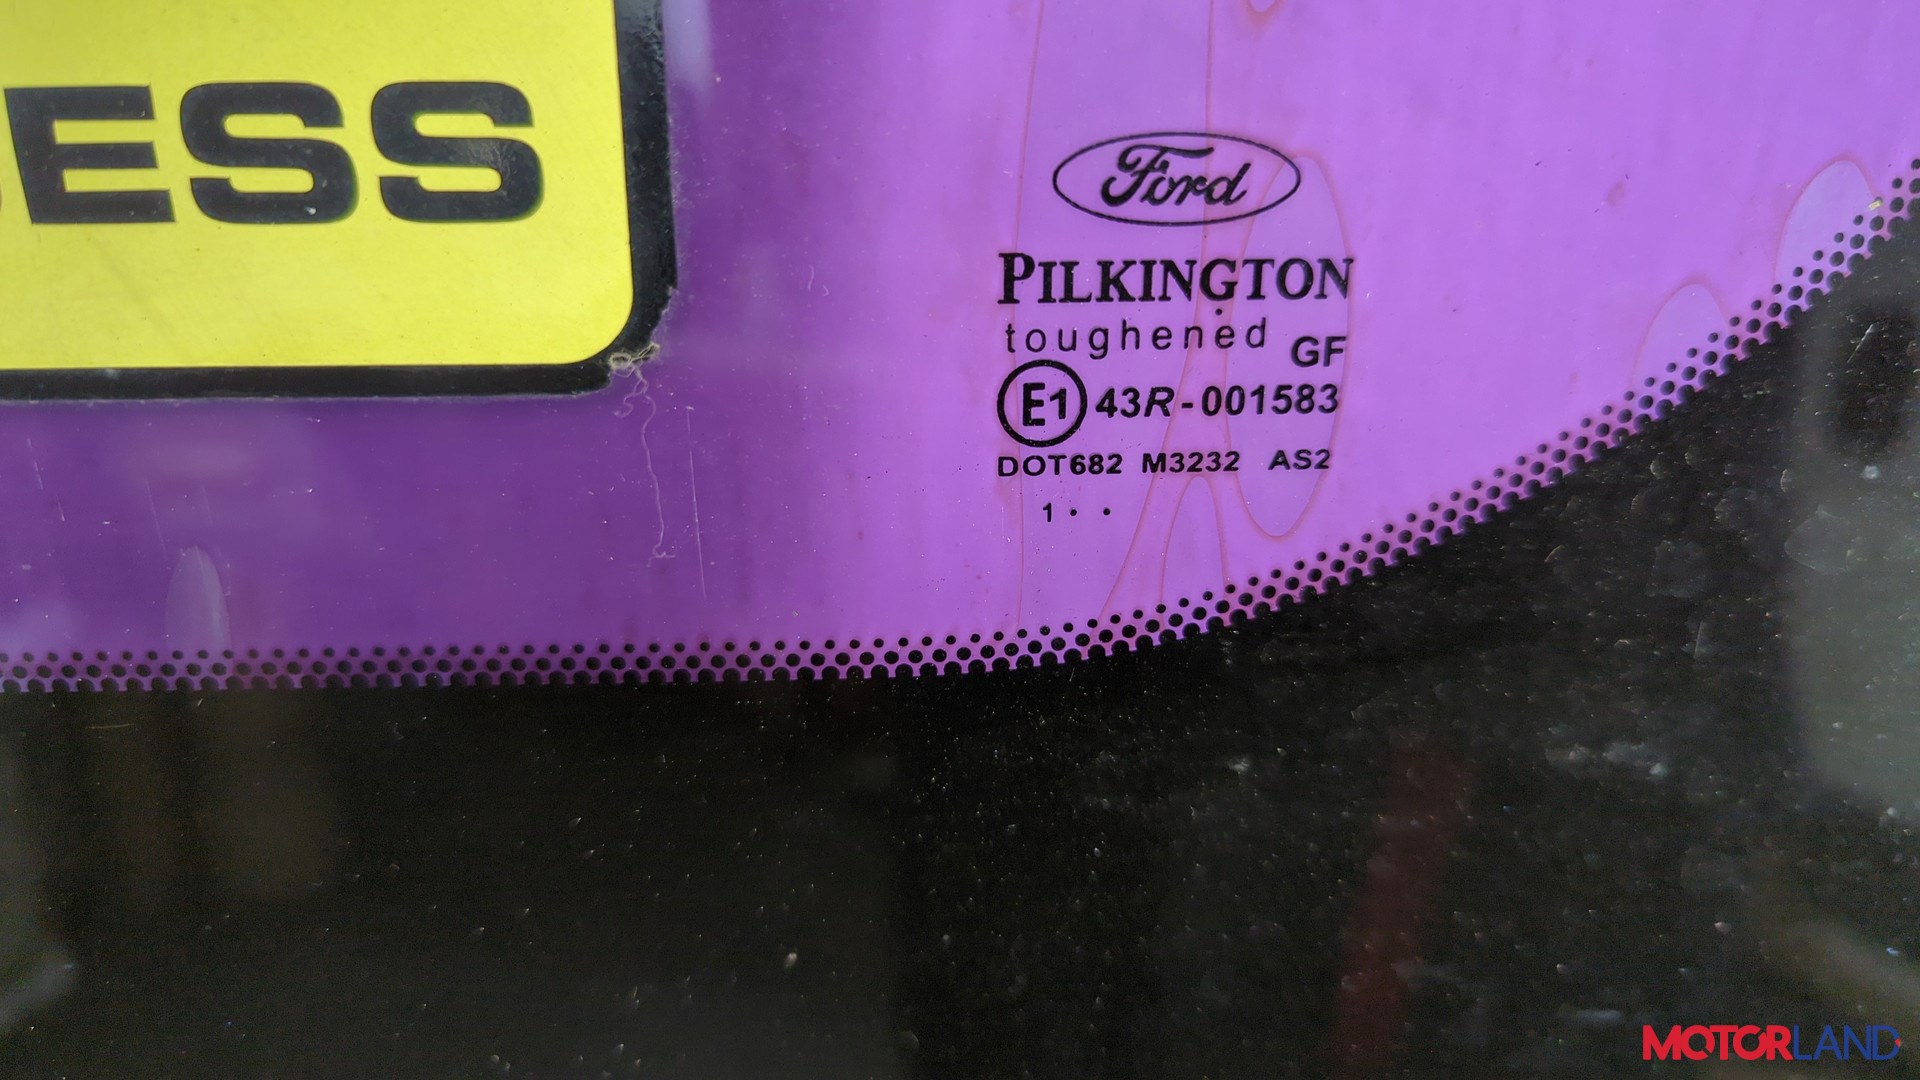 ESS
Ford
PILKINGTON
toughened GF
E1 43R-001583
DOT682 M3232 AS2
1 · ·
MOTORLAND